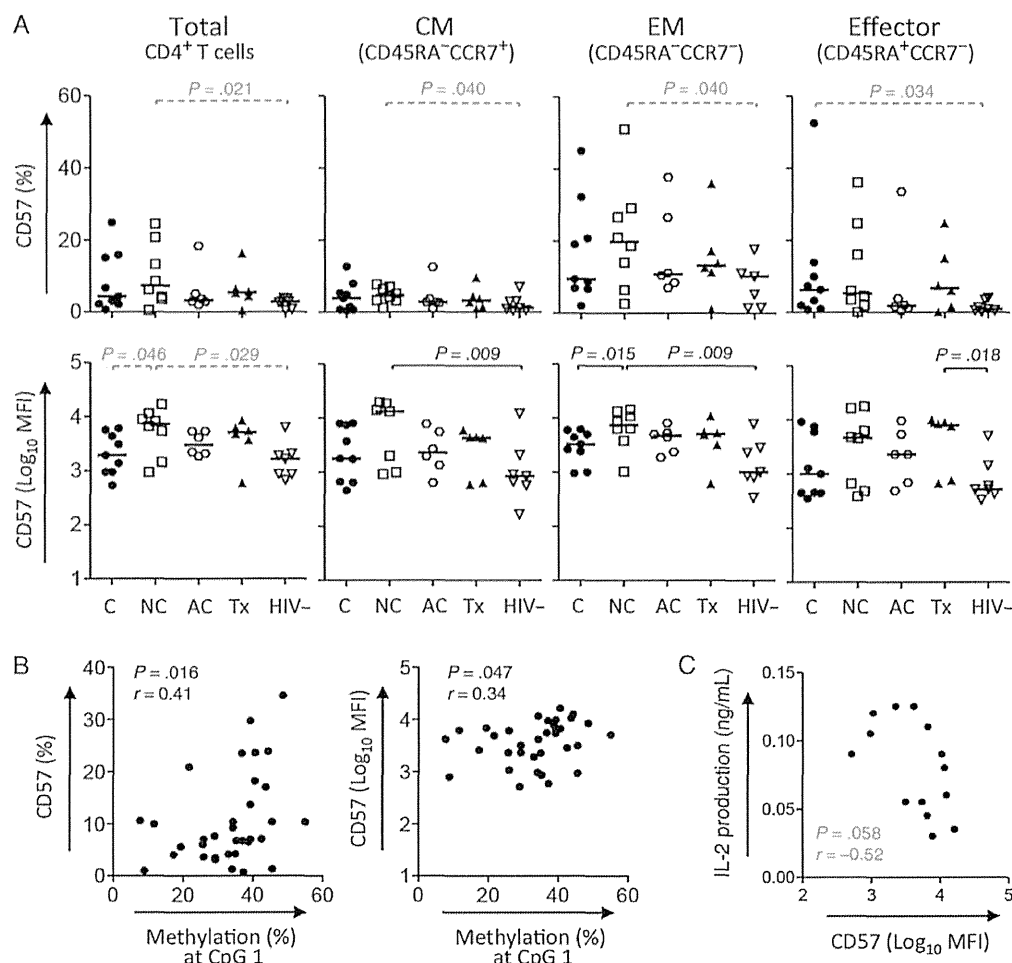 A
Total
CD4⁺ T cells
CM
(CD45RA⁻CCR7⁺)
EM
(CD45RA⁻CCR7⁻)
Effector
(CD45RA⁺CCR7⁻)
P = .021
P = .040
P = .040
P = .034
CD57 (%)
60
40
20
0
P = .046
P = .029
P = .009
P = .015
P = .009
P = .018
CD57 (Log₁₀ MFI)
5
4
3
2
1
C NC AC Tx HIV–
C NC AC Tx HIV–
C NC AC Tx HIV–
C NC AC Tx HIV–
B
CD57 (%)
40
30
20
10
0
P = .016
r = 0.41
0 20 40 60
Methylation (%)
at CpG 1
CD57 (Log₁₀ MFI)
5
4
3
2
1
P = .047
r = 0.34
0 20 40 60
Methylation (%)
at CpG 1
C
IL-2 production (ng/mL)
0.15
0.10
0.05
0.00
P = .058
r = –0.52
2 3 4 5
CD57 (Log₁₀ MFI)